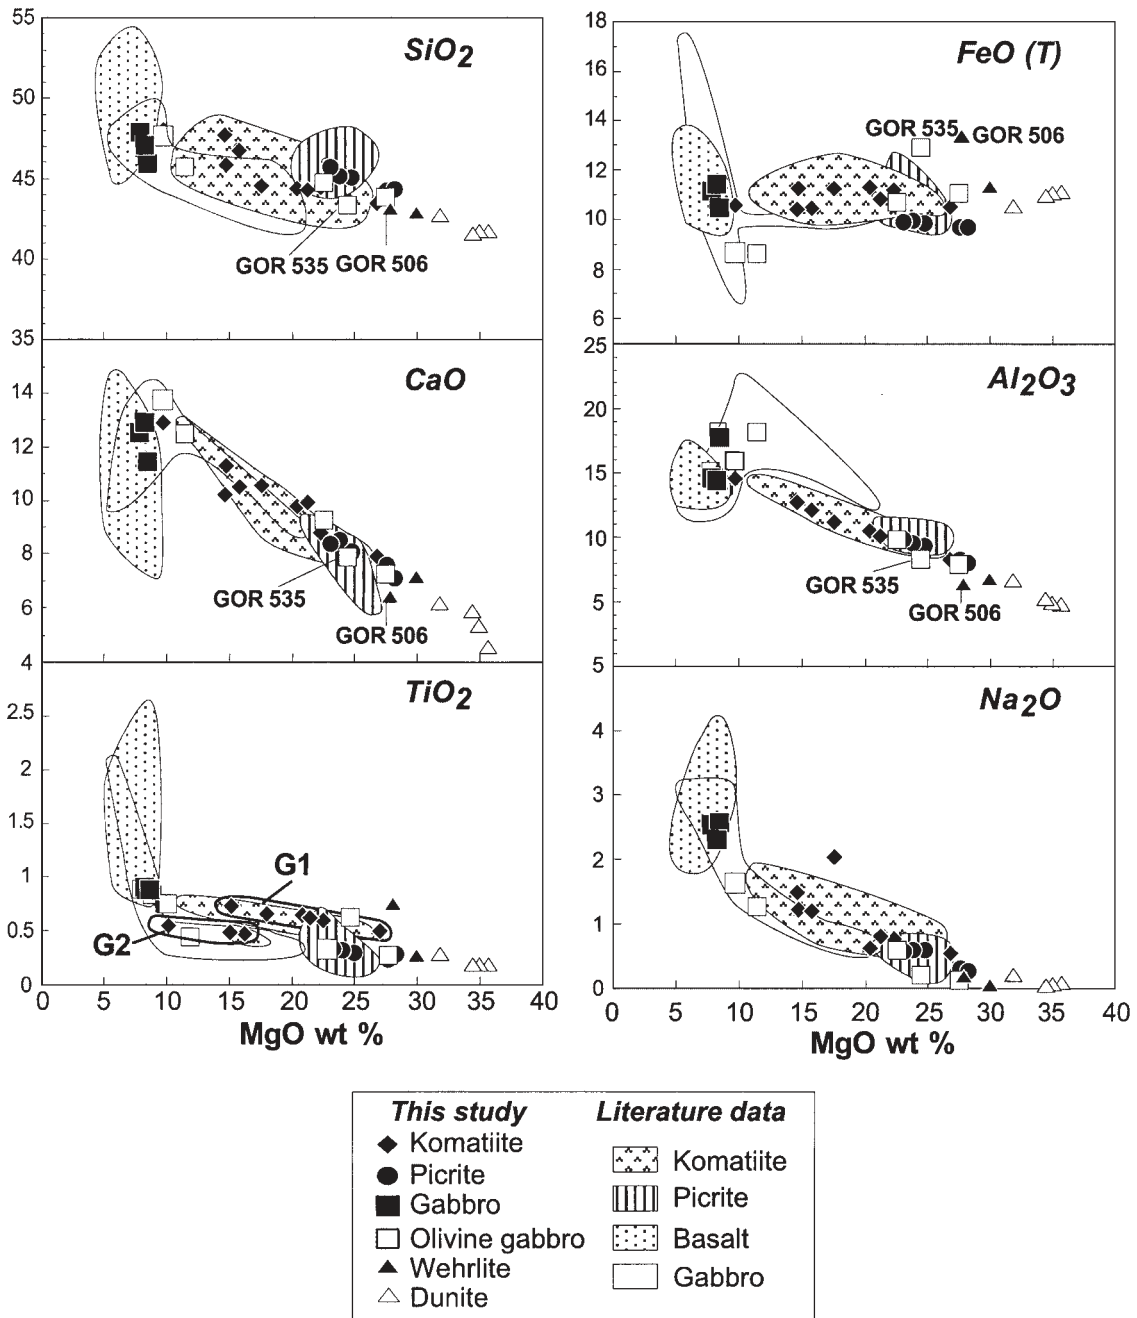 SiO2
55
50
45
40
35
GOR 535 GOR 506
FeO (T)
18
16
14
12
10
8
6
GOR 535 GOR 506
CaO
14
12
10
8
6
4
GOR 535
GOR 506
Al2O3
25
20
15
10
5
5
GOR 535
GOR 506
TiO2
2.5
2
1.5
1
0.5
0
G1
G2
0 5 10 15 20 25 30 35 40
MgO wt %
Na2O
4
3
2
1
0
0 5 10 15 20 25 30 35 40
MgO wt %
This study
Komatiite
Picrite
Gabbro
Olivine gabbro
Wehrlite
Dunite
Literature data
Komatiite
Picrite
Basalt
Gabbro